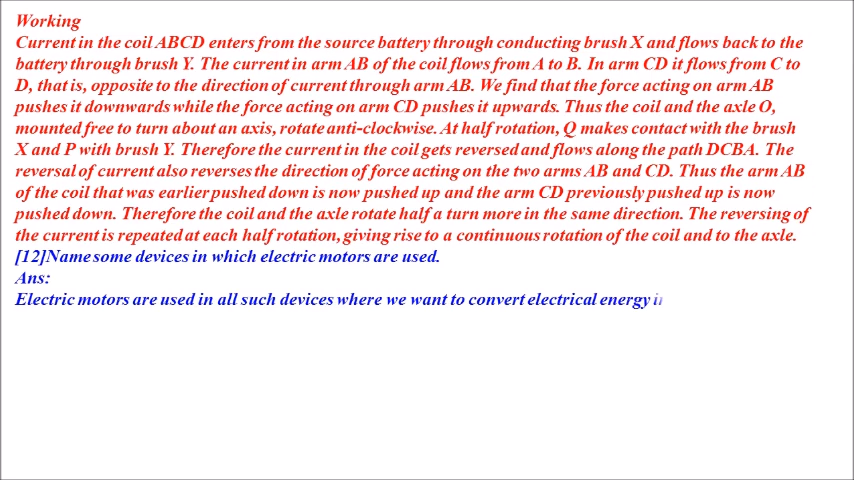 Working
Current in the coil ABCD enters from the source battery through conducting brush X and flows back to the
battery through brush Y. The current in arm AB of the coil flows from A to B. In arm CD it flows from C to
D, that is, opposite to the direction of current through arm AB. We find that the force acting on arm AB
pushes it downwards while the force acting on arm CD pushes it upwards. Thus the coil and the axle O,
mounted free to turn about an axis, rotate anti-clockwise. At half rotation, Q makes contact with the brush
X and P with brush Y. Therefore the current in the coil gets reversed and flows along the path DCBA. The
reversal of current also reverses the direction of force acting on the two arms AB and CD. Thus the arm AB
of the coil that was earlier pushed down is now pushed up and the arm CD previously pushed up is now
pushed down. Therefore the coil and the axle rotate half a turn more in the same direction. The reversing of
the current is repeated at each half rotation, giving rise to a continuous rotation of the coil and to the axle.
[12]Name some devices in which electric motors are used.
Ans:
Electric motors are used in all such devices where we want to convert electrical energy